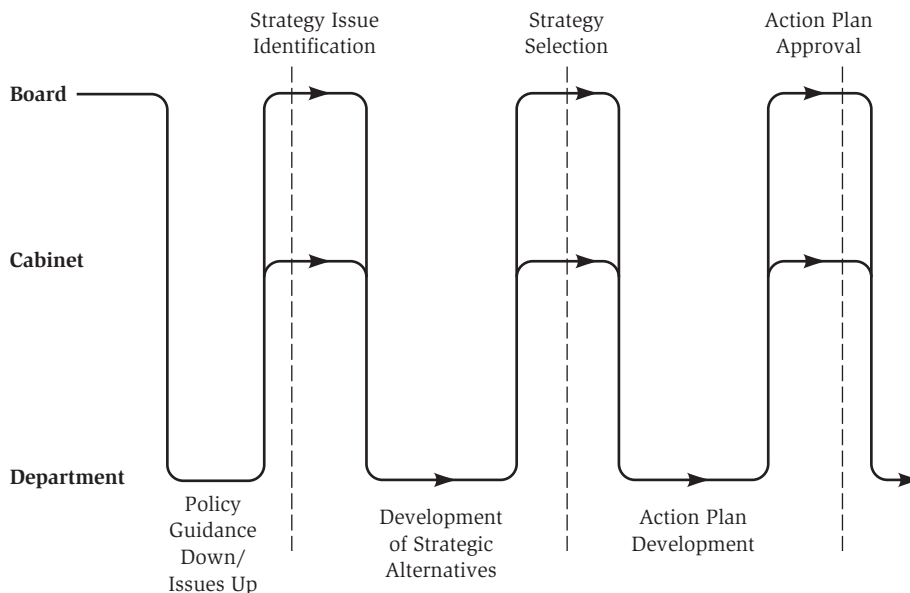 Strategy Issue
Identification
Strategy
Selection
Action Plan
Approval
Board
Cabinet
Department
Policy
Guidance
Down/
Issues Up
Development
of Strategic
Alternatives
Action Plan
Development